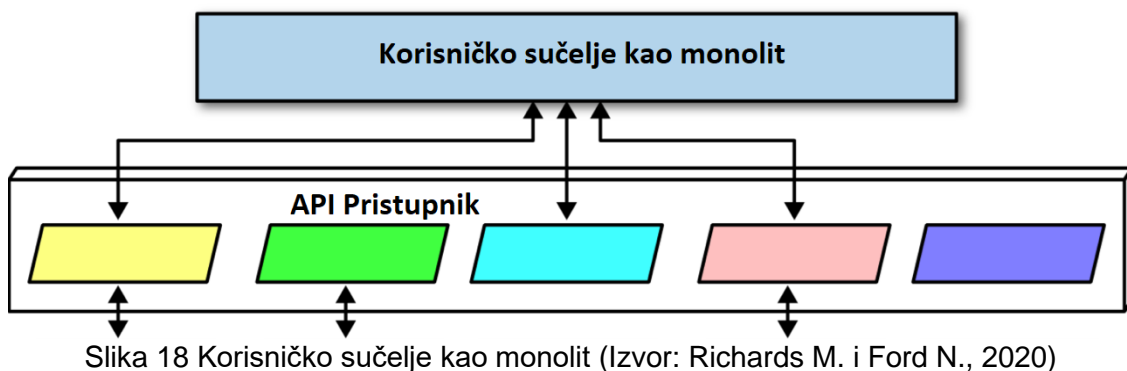 Korisničko sučelje kao monolit
API Pristupnik
Slika 18 Korisničko sučelje kao monolit (Izvor: Richards M. i Ford N., 2020)